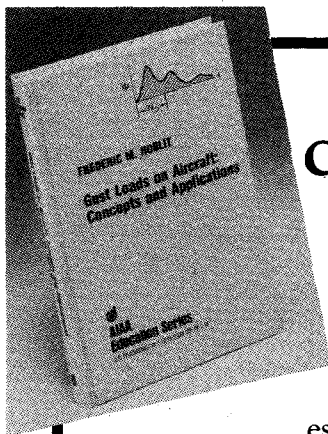 FREDERIC M. HOBLIT
Gust Loads on Aircraft:
Concepts and Applications
AIAA
Education Series
C
es